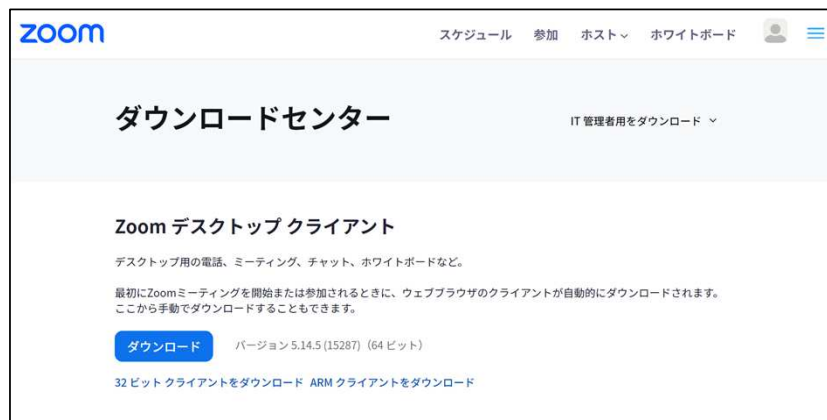 zoom
スケジュール 参加 ホスト ホワイトボード
ダウンロードセンター
IT 管理者用をダウンロード
Zoom デスクトップ クライアント
デスクトップ用の電話、ミーティング、チャット、ホワイトボードなど。
最初にZoomミーティングを開始または参加されるときに、ウェブブラウザのクライアントが自動的にダウンロードされます。
ここから手動でダウンロードすることもできます。
ダウンロード バージョン 5.14.5 (15287) (64 ビット)
32 ビット クライアントをダウンロード ARM クライアントをダウンロード